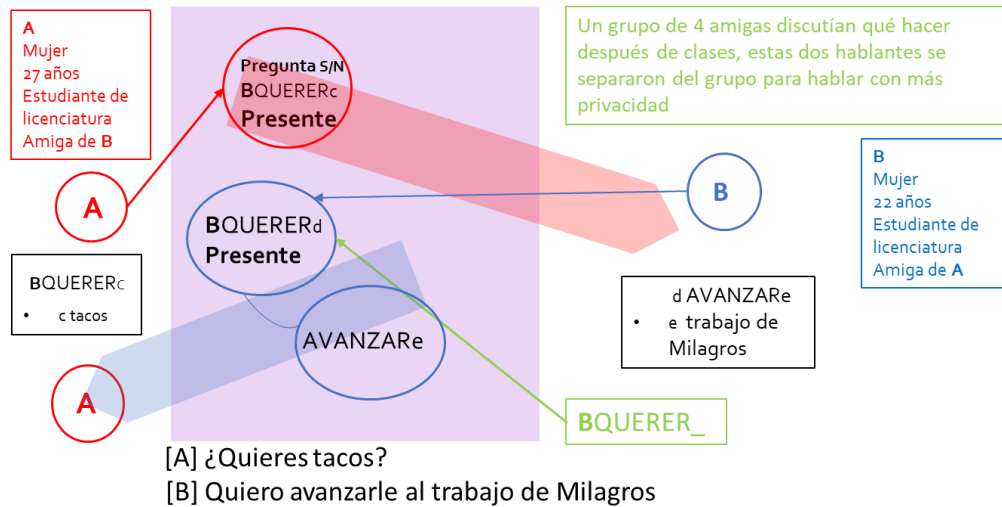 A
Mujer
27 años
Estudiante de
licenciatura
Amiga de B
Pregunta S/N
BQUERERc
Presente
Un grupo de 4 amigas discutían qué hacer
después de clases, estas dos hablantes se
separaron del grupo para hablar con más
privacidad
A
B
B
Mujer
22 años
Estudiante de
licenciatura
Amiga de A
BQUERERd
Presente
BQUERERc
• c tacos
AVANZARe
d AVANZARe
• e trabajo de
Milagros
A
BQUERER_
[A] ¿Quieres tacos?
[B] Quiero avanzarle al trabajo de Milagros